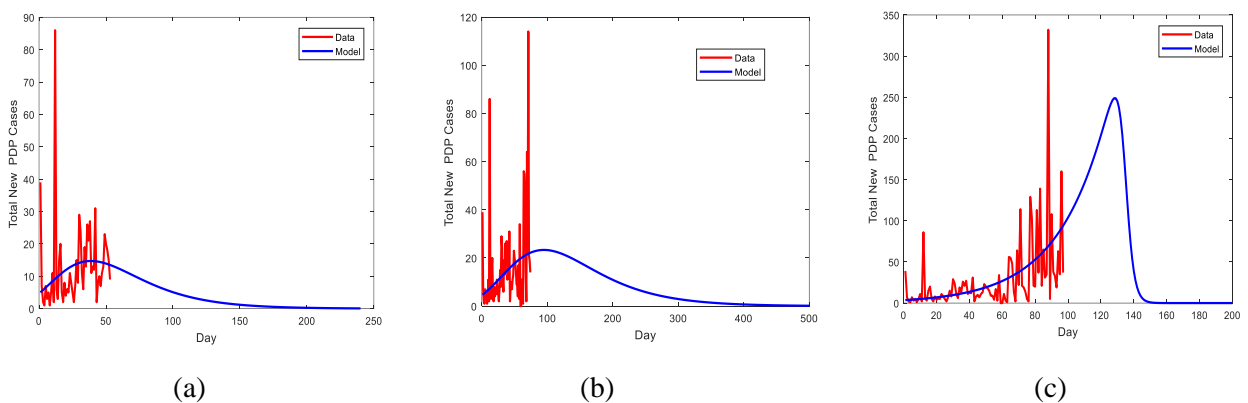 90
80
70
60
50
40
30
20
10
0
Total New PDP Cases
0 50 100 150 200 250
Day
Data
Model
(a)
120
100
80
60
40
20
0
Total New PDP Cases
0 100 200 300 400 500
Day
Data
Model
(b)
350
300
250
200
150
100
50
0
Total New PDP Cases
0 20 40 60 80 100 120 140 160 180 200
Day
Data
Model
(c)